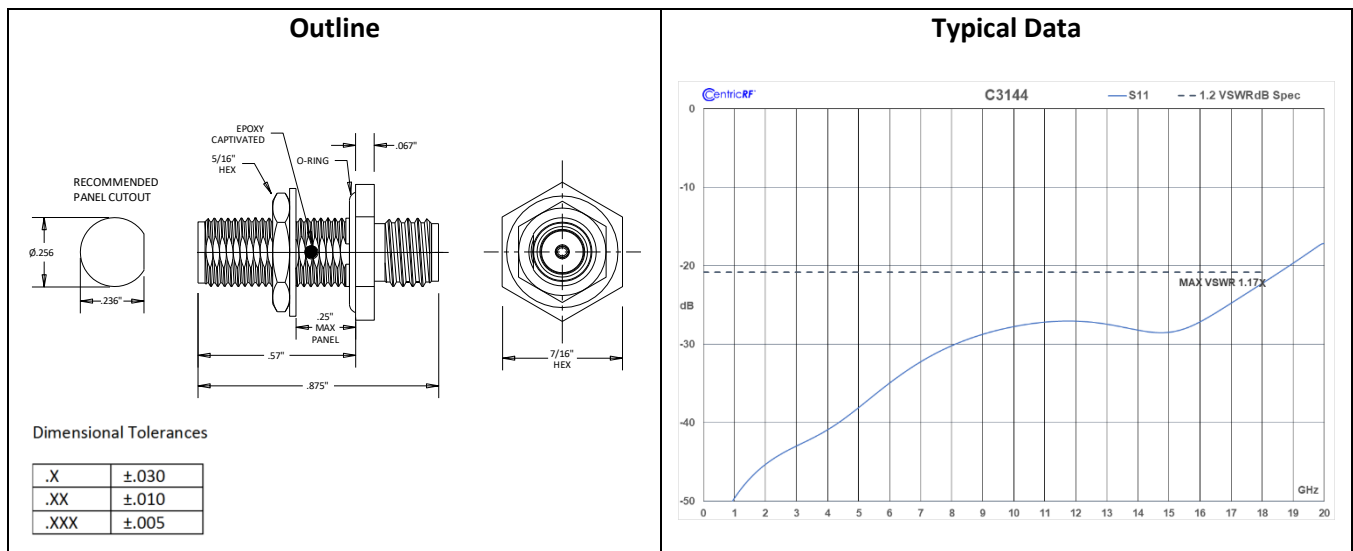 Outline
EPOXY
CAPTIVATED
5/16"
HEX
O-RING
.067"
RECOMMENDED
PANEL CUTOUT
Ø.256
.236"
.25"
MAX
PANEL
.57"
.875"
7/16"
HEX
Dimensional Tolerances
.X ±.030
.XX ±.010
.XXX ±.005
Typical Data
CentricRF
C3144
S11
1.2 VSWRdB Spec
0
-10
-20
dB
-30
-40
-50
MAX VSWR 1.17X
GHz
0 1 2 3 4 5 6 7 8 9 10 11 12 13 14 15 16 17 18 19 20